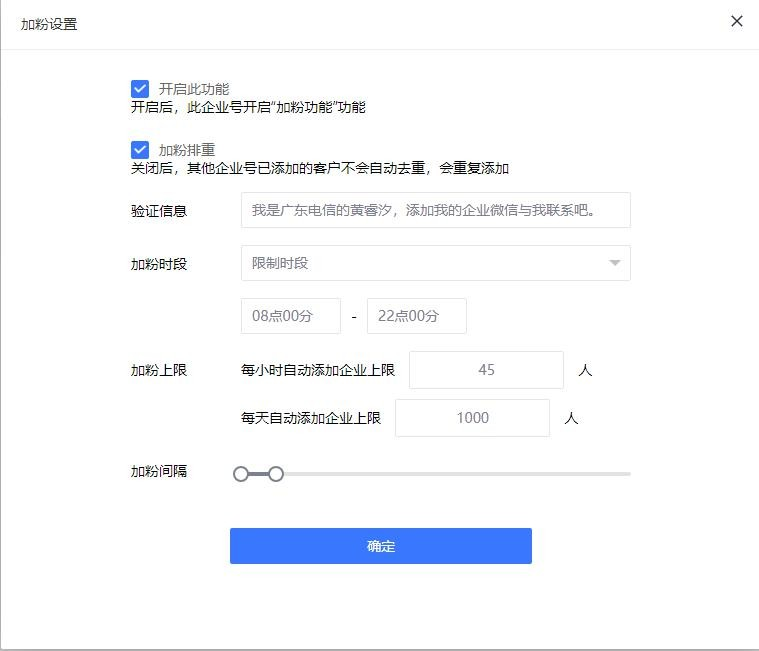 加粉设置
开启此功能
开启后，此企业号开启“加粉功能”功能
加粉排重
关闭后，其他企业号已添加的客户不会自动去重，会重复添加
验证信息 我是广东电信的黄睿汐，添加我的企业微信与我联系吧。
加粉时段 限制时段
08点00分 - 22点00分
加粉上限 每小时自动添加企业上限 45 人
每天自动添加企业上限 1000 人
加粉间隔
确定